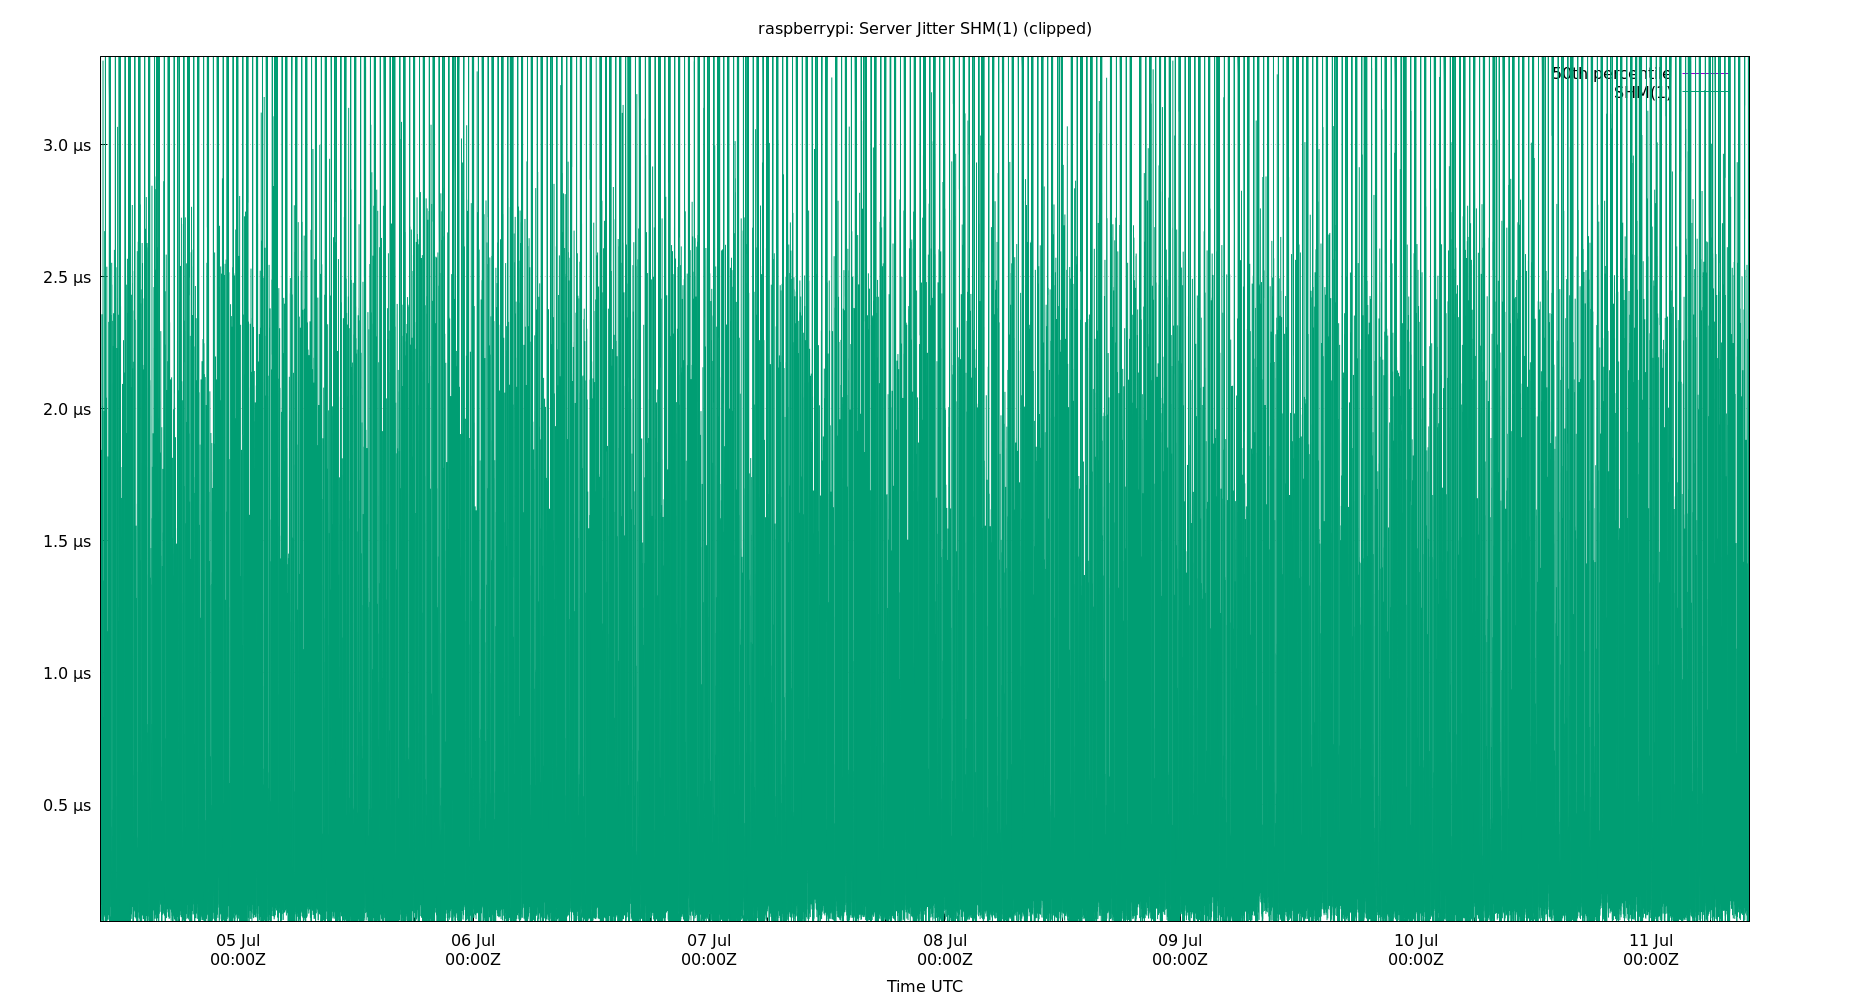 raspberrypi: Server Jitter SHM(1) (clipped)
50th percentile
SHM(1)
3.0 µs
2.5 µs
2.0 µs
1.5 µs
1.0 µs
0.5 µs
05 Jul 06 Jul 07 Jul 08 Jul 09 Jul 10 Jul 11 Jul
00:00Z 00:00Z 00:00Z 00:00Z 00:00Z 00:00Z 00:00Z
Time UTC